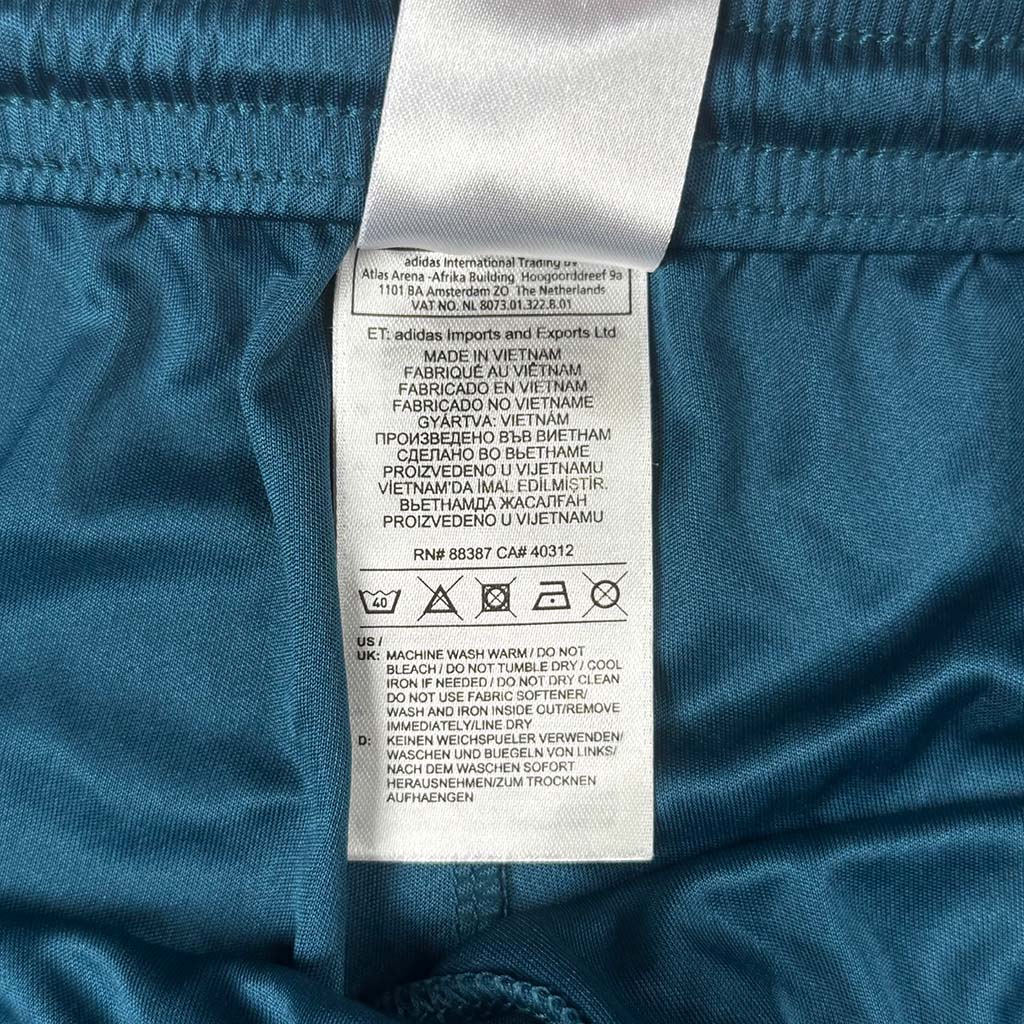 adidas International Trading BV
Atlas Arena -Afrika Building Hoogoorddreef 9a
1101 BA Amsterdam ZO The Netherlands
VAT NO. NL 8073.01.322.B.01
ET: adidas Imports and Exports Ltd
MADE IN VIETNAM
FABRIQUÉ AU VIÊTNAM
FABRICADO EN VIETNAM
FABRICADO NO VIETNAME
GYÁRTVA: VIETNÁM
ПРОИЗВЕДЕНО ВЪВ ВИЕТНАМ
СДЕЛАНО ВО ВЬЕТНАМЕ
PROIZVEDENO U VIJETNAMU
VİETNAM'DA İMAL EDİLMİŞTİR.
ВЬЕТНАМДА ЖАСАЛҒАН
PROIZVEDENO U VIJETNAMU
RN# 88387 CA# 40312
40
US /
UK: MACHINE WASH WARM / DO NOT
BLEACH / DO NOT TUMBLE DRY / COOL
IRON IF NEEDED / DO NOT DRY CLEAN
DO NOT USE FABRIC SOFTENER/
WASH AND IRON INSIDE OUT/REMOVE
IMMEDIATELY/LINE DRY
D: KEINEN WEICHSPUELER VERWENDEN/
WASCHEN UND BUEGELN VON LINKS/
NACH DEM WASCHEN SOFORT
HERAUSNEHMEN/ZUM TROCKNEN
AUFHAENGEN